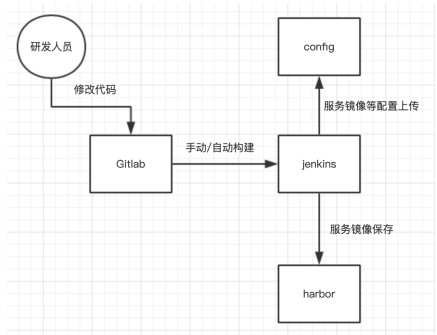 研发人员
config
修改代码
服务镜像等配置上传
手动/自动构建
Gitlab
jenkins
服务镜像保存
harbor